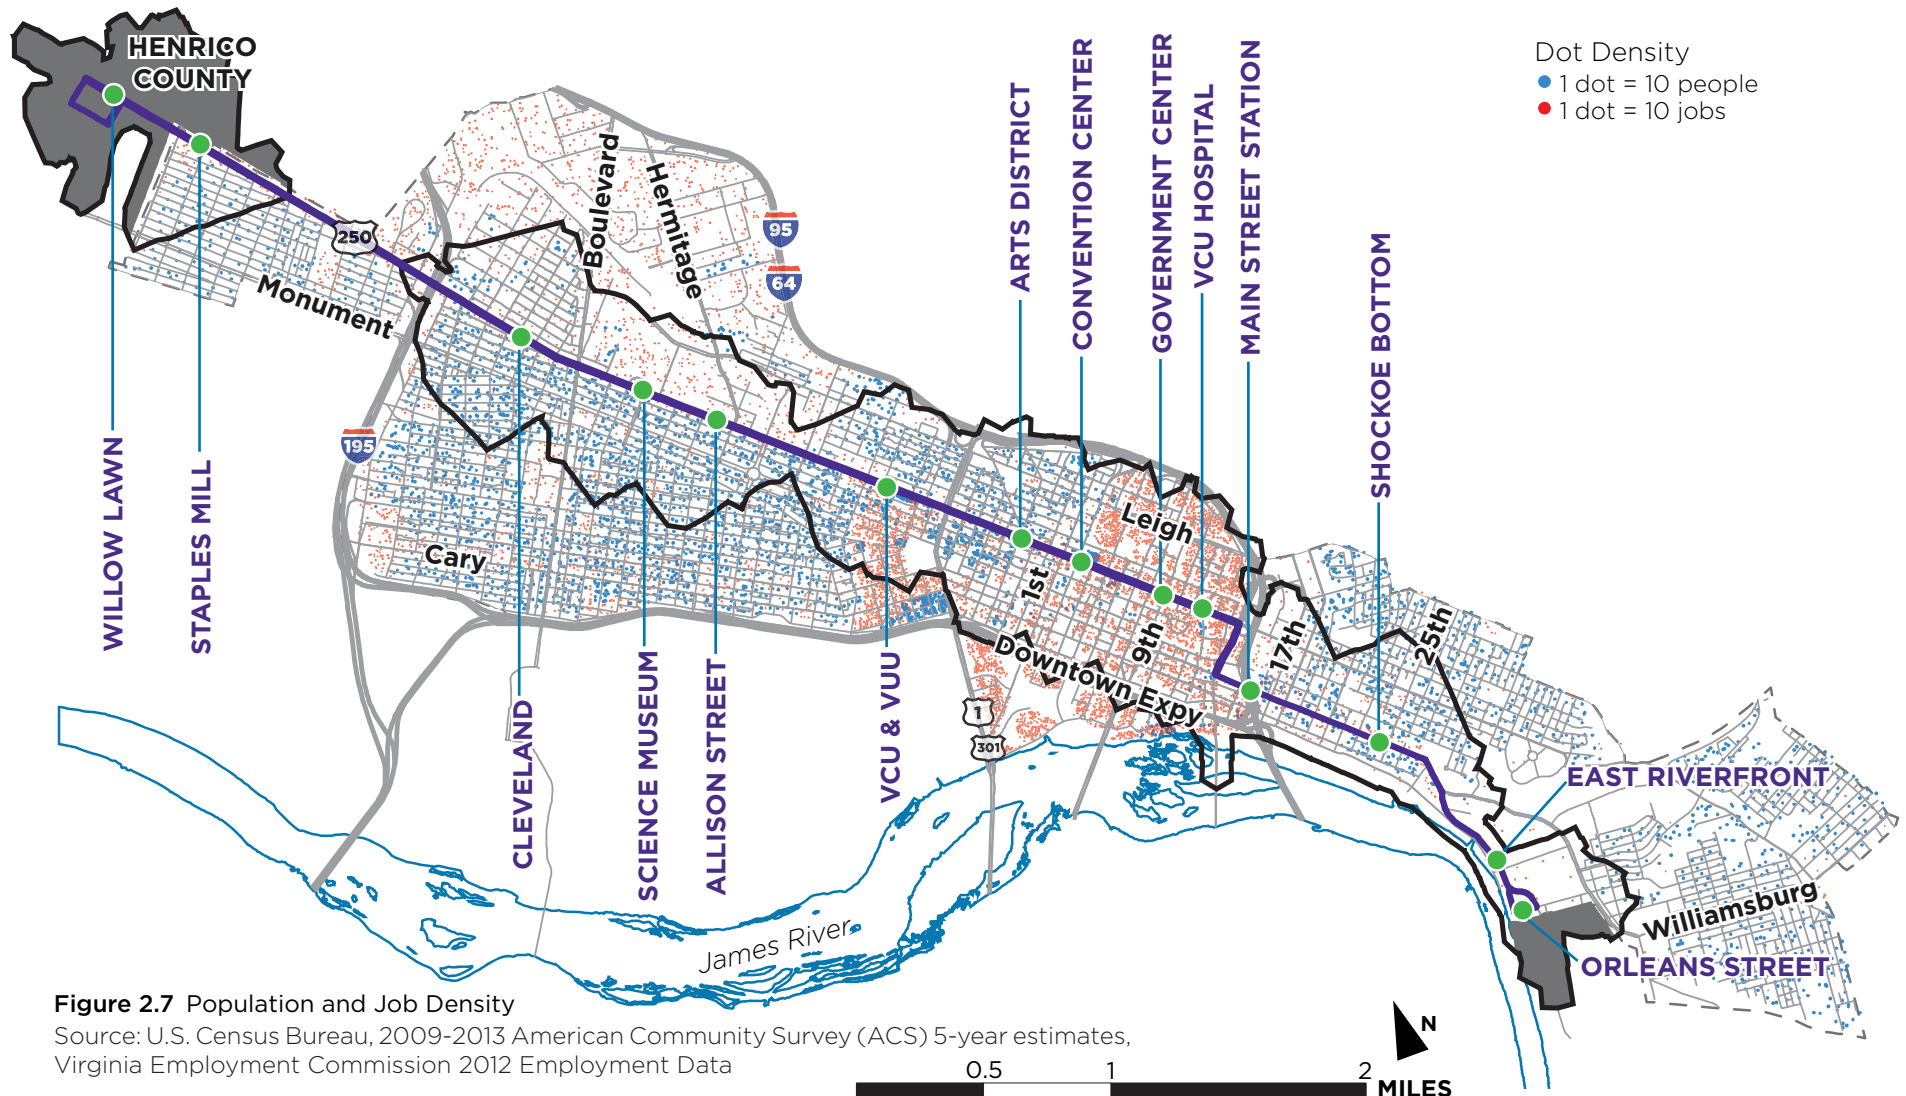 HENRICO
COUNTY
Dot Density
1 dot = 10 people
1 dot = 10 jobs
WILLOW LAWN
STAPLES MILL
CLEVELAND
SCIENCE MUSEUM
ALLISON STREET
VCU & VUU
ARTS DISTRICT
CONVENTION CENTER
GOVERNMENT CENTER
VCU HOSPITAL
MAIN STREET STATION
SHOCKOE BOTTOM
EAST RIVERFRONT
ORLEANS STREET
Boulevard
Hermitage
95
64
250
Monument
195
Cary
Leigh
1st
9th
17th
25th
Downtown Expy
1
301
Williamsburg
James River
Figure 2.7 Population and Job Density
Source: U.S. Census Bureau, 2009-2013 American Community Survey (ACS) 5-year estimates,
Virginia Employment Commission 2012 Employment Data
N
0.5 1 2
MILES